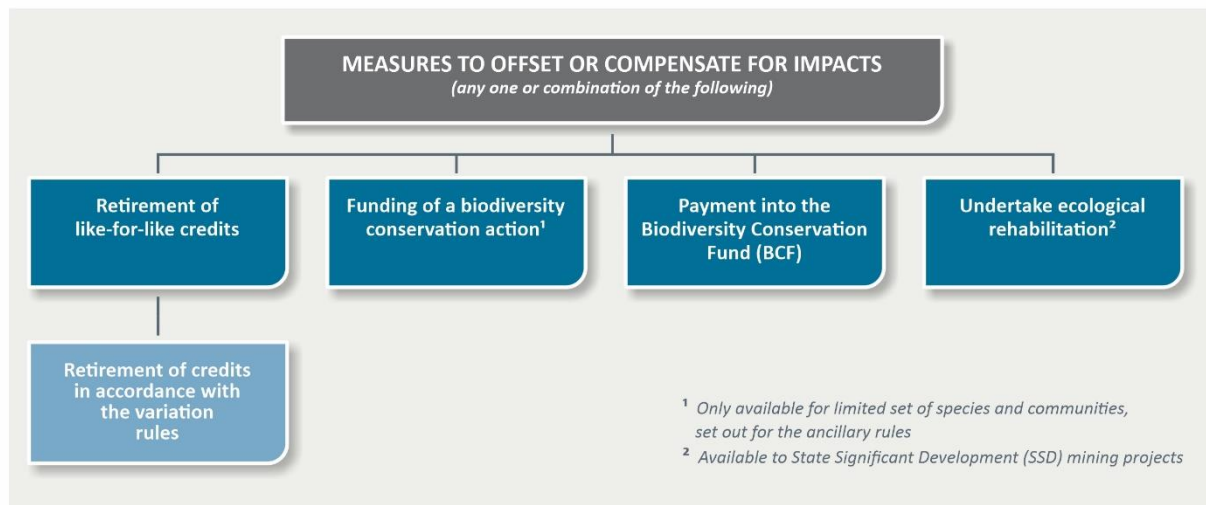 MEASURES TO OFFSET OR COMPENSATE FOR IMPACTS
(any one or combination of the following)
Retirement of
like-for-like credits
Funding of a biodiversity
conservation action¹
Payment into the
Biodiversity Conservation
Fund (BCF)
Undertake ecological
rehabilitation²
Retirement of credits
in accordance with
the variation
rules
¹ Only available for limited set of species and communities,
set out for the ancillary rules
² Available to State Significant Development (SSD) mining projects